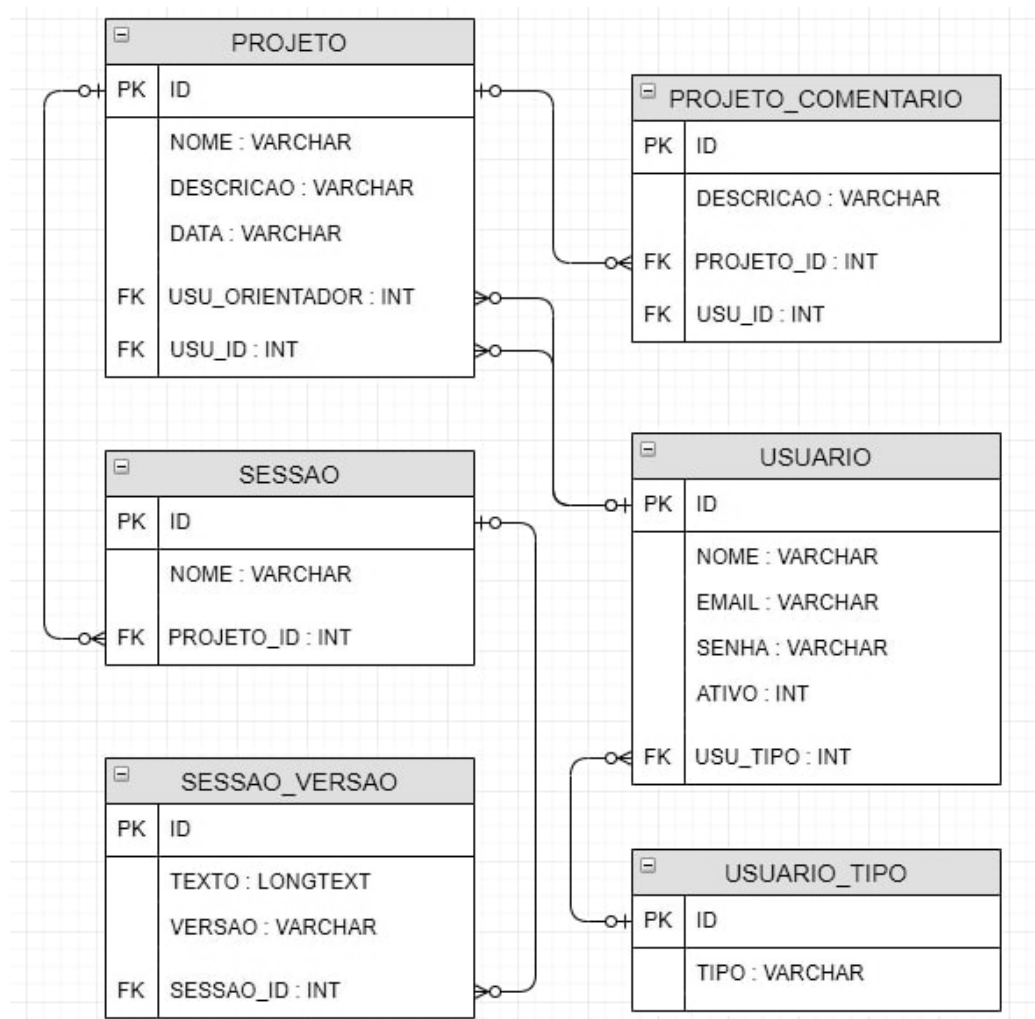 PROJETO
PK ID
NOME : VARCHAR
DESCRICAO : VARCHAR
DATA : VARCHAR
FK USU_ORIENTADOR : INT
FK USU_ID : INT
PROJETO_COMENTARIO
PK ID
DESCRICAO : VARCHAR
FK PROJETO_ID : INT
FK USU_ID : INT
SESSAO
PK ID
NOME : VARCHAR
FK PROJETO_ID : INT
USUARIO
PK ID
NOME : VARCHAR
EMAIL : VARCHAR
SENHA : VARCHAR
ATIVO : INT
FK USU_TIPO : INT
SESSAO_VERSAO
PK ID
TEXTO : LONGTEXT
VERSAO : VARCHAR
FK SESSAO_ID : INT
USUARIO_TIPO
PK ID
TIPO : VARCHAR